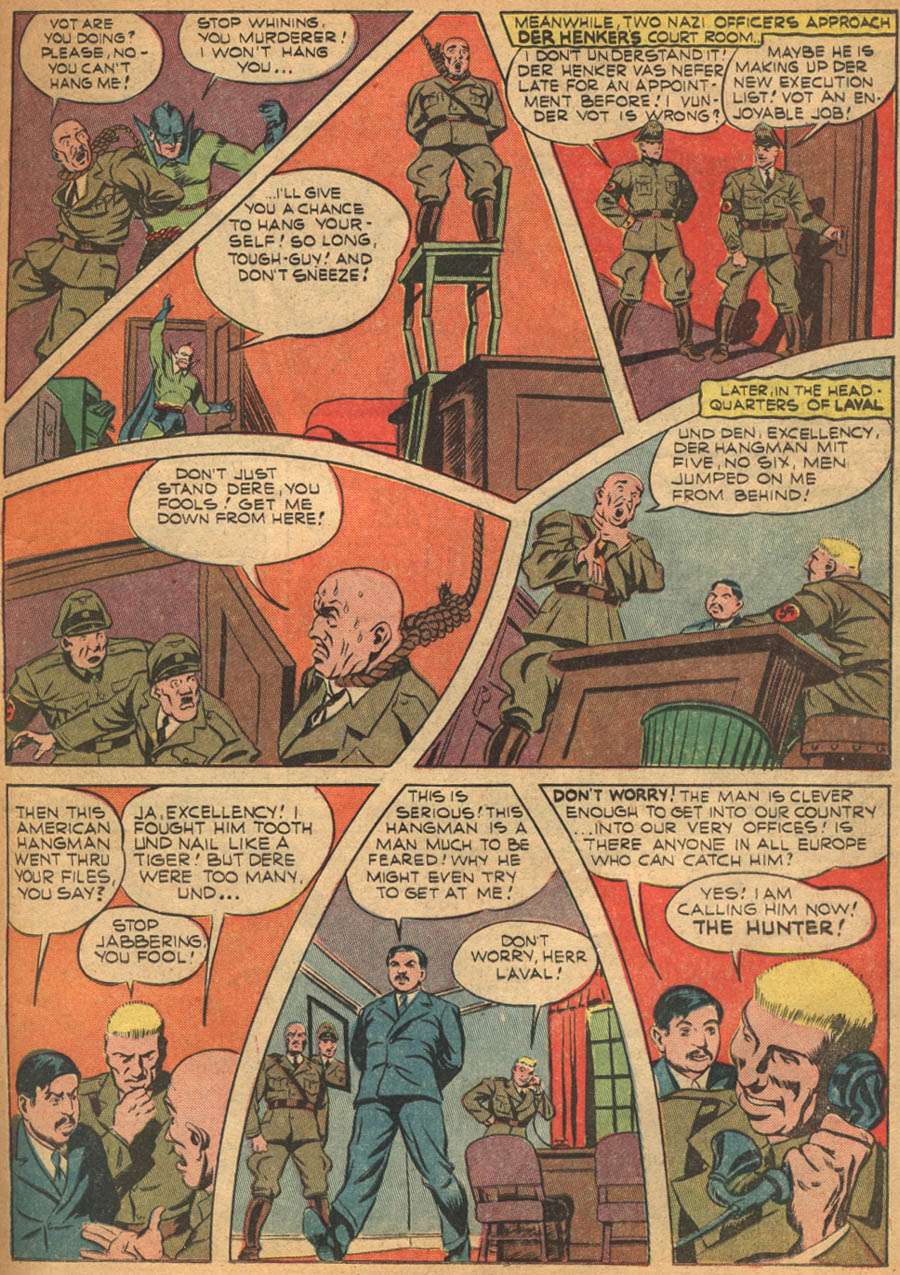 VOT ARE
YOU DOING?
PLEASE, NO-
YOU CAN'T
HANG ME!
STOP WHINING,
YOU MURDERER!
I WON'T HANG
YOU...
...I'LL GIVE
YOU A CHANCE
TO HANG YOUR-
SELF! SO LONG,
TOUGH-GUY! AND
DON'T SNEEZE!
MEANWHILE, TWO NAZI OFFICERS APPROACH
DER HENKER'S COURT ROOM...
I DON'T UNDERSTAND IT!
DER HENKER VAS NEFER
LATE FOR AN APPOINT-
MENT BEFORE! I VUN-
DER VOT IS WRONG?
MAYBE HE IS
MAKING UP DER
NEW EXECUTION
LIST! VOT AN EN-
JOYABLE JOB!
DON'T JUST
STAND DERE, YOU
FOOLS! GET ME
DOWN FROM HERE!
LATER, IN THE HEAD-
QUARTERS OF LAVAL
UND DEN, EXCELLENCY,
DER HANGMAN MIT
FIVE, NO SIX, MEN
JUMPED ON ME
FROM BEHIND!
THEN THIS
AMERICAN
HANGMAN
WENT THRU
YOUR FILES,
YOU SAY?
JA, EXCELLENCY! I
FOUGHT HIM TOOTH
UND NAIL LIKE A
TIGER! BUT DERE
WERE TOO MANY,
UND...
STOP
JABBERING,
YOU FOOL!
THIS IS
SERIOUS! THIS
HANGMAN IS A
MAN MUCH TO BE
FEARED! WHY HE
MIGHT EVEN TRY
TO GET AT ME!
DON'T
WORRY, HERR
LAVAL!
DON'T WORRY! THE MAN IS CLEVER
ENOUGH TO GET INTO OUR COUNTRY
...INTO OUR VERY OFFICES! IS
THERE ANYONE IN ALL EUROPE
WHO CAN CATCH HIM?
YES! I AM
CALLING HIM NOW!
THE HUNTER!